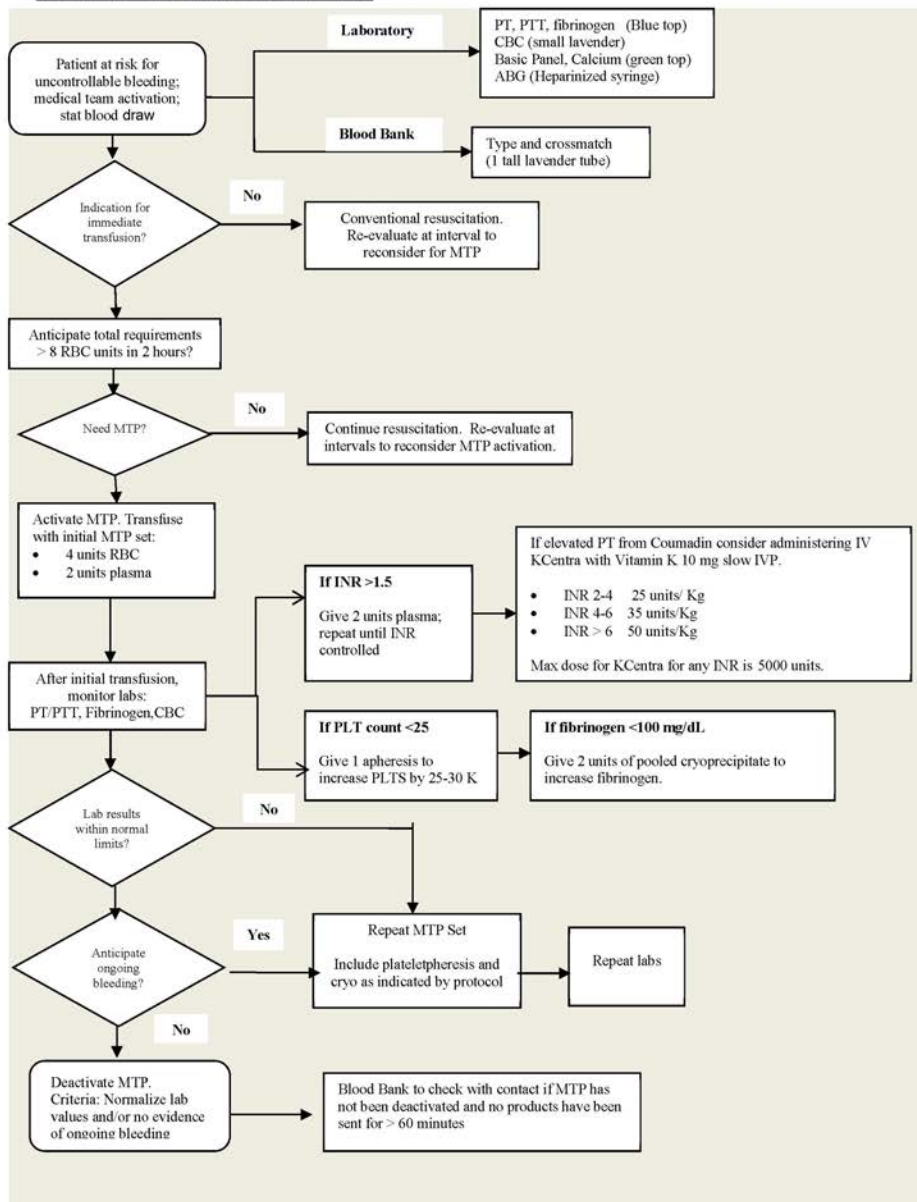 Laboratory
PT, PTT, fibrinogen (Blue top)
CBC (small lavender)
Basic Panel, Calcium (green top)
ABG (Heparinized syringe)
Patient at risk for
uncontrollable bleeding;
medical team activation;
stat blood draw
Blood Bank
Type and crossmatch
(1 tall lavender tube)
Indication for
immediate
transfusion?
No
Conventional resuscitation.
Re-evaluate at interval to
reconsider for MTP
Anticipate total requirements
> 8 RBC units in 2 hours?
Need MTP?
No
Continue resuscitation. Re-evaluate at
intervals to reconsider MTP activation.
Activate MTP. Transfuse
with initial MTP set:
• 4 units RBC
• 2 units plasma
If INR >1.5
Give 2 units plasma;
repeat until INR
controlled
If elevated PT from Coumadin consider administering IV
KCentra with Vitamin K 10 mg slow IVP.
• INR 2-4 25 units/ Kg
• INR 4-6 35 units/Kg
• INR > 6 50 units/Kg
Max dose for KCentra for any INR is 5000 units.
After initial transfusion,
monitor labs:
PT/PTT, Fibrinogen,CBC
If PLT count <25
Give 1 apheresis to
increase PLTS by 25-30 K
If fibrinogen <100 mg/dL
Give 2 units of pooled cryoprecipitate to
increase fibrinogen.
Lab results
within normal
limits?
No
Anticipate
ongoing
bleeding?
Yes
Repeat MTP Set
Include plateletpheresis and
cryo as indicated by protocol
Repeat labs
No
Deactivate MTP.
Criteria: Normalize lab
values and/or no evidence
of ongoing bleeding
Blood Bank to check with contact if MTP has
not been deactivated and no products have been
sent for > 60 minutes